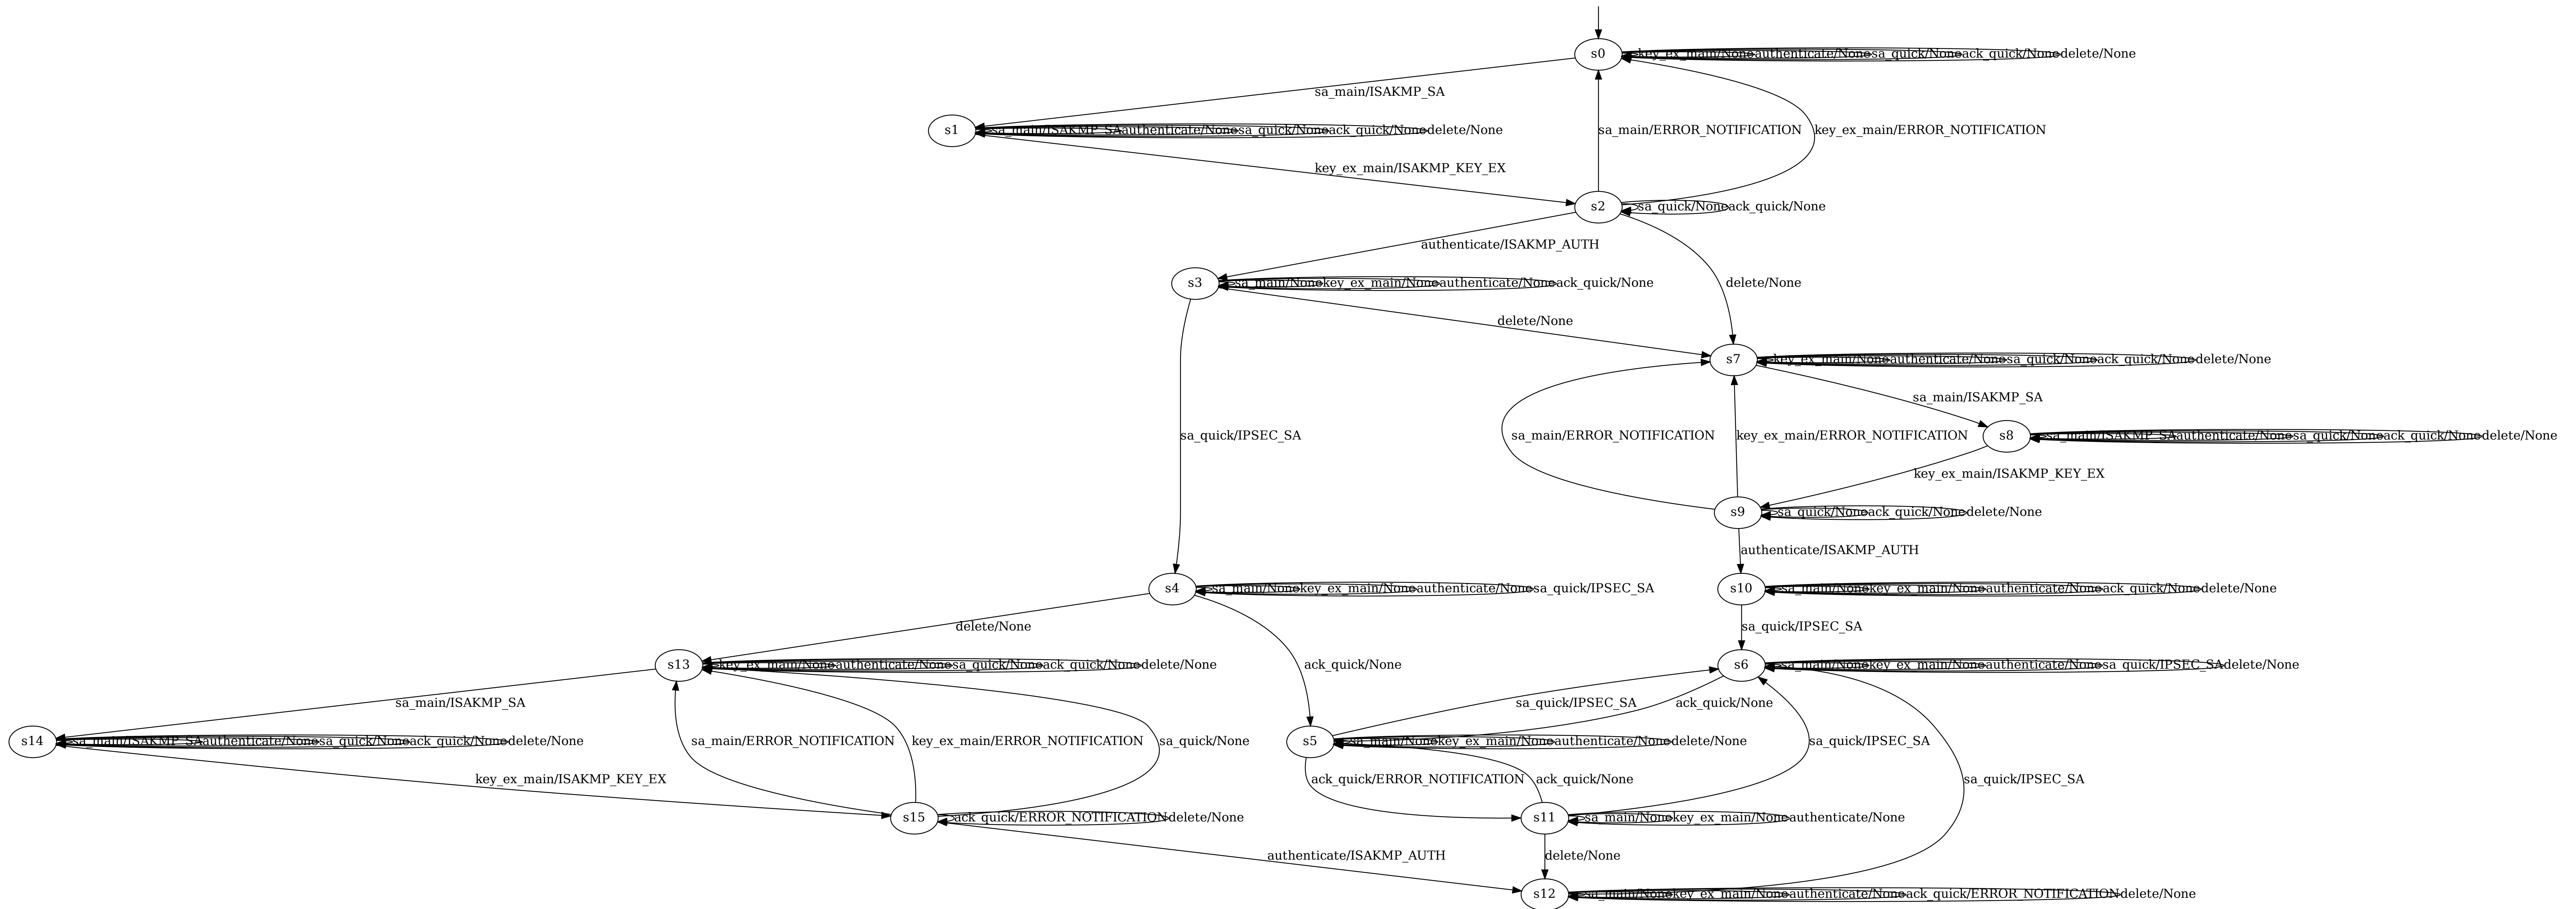 s0 key_ex_main/None authenticate/None sa_quick/None ack_quick/None delete/None
sa_main/ISAKMP_SA
s1 sa_main/ISAKMP_SA authenticate/None sa_quick/None ack_quick/None delete/None
sa_main/ERROR_NOTIFICATION key_ex_main/ERROR_NOTIFICATION
key_ex_main/ISAKMP_KEY_EX
s2 sa_quick/None ack_quick/None
authenticate/ISAKMP_AUTH
s3 sa_main/None key_ex_main/None authenticate/None ack_quick/None
delete/None
delete/None
s7 key_ex_main/None authenticate/None sa_quick/None ack_quick/None delete/None
sa_main/ISAKMP_SA
sa_quick/IPSEC_SA
sa_main/ERROR_NOTIFICATION key_ex_main/ERROR_NOTIFICATION
s8 sa_main/ISAKMP_SA authenticate/None sa_quick/None ack_quick/None delete/None
key_ex_main/ISAKMP_KEY_EX
s9 sa_quick/None ack_quick/None delete/None
authenticate/ISAKMP_AUTH
s4 sa_main/None key_ex_main/None authenticate/None sa_quick/IPSEC_SA
s10 sa_main/None key_ex_main/None authenticate/None ack_quick/None delete/None
delete/None
sa_quick/IPSEC_SA
s13 key_ex_main/None authenticate/None sa_quick/None ack_quick/None delete/None
ack_quick/None
s6 sa_main/None key_ex_main/None authenticate/None sa_quick/IPSEC_SA delete/None
sa_main/ISAKMP_SA
sa_quick/IPSEC_SA
ack_quick/None
s14 sa_main/ISAKMP_SA authenticate/None sa_quick/None ack_quick/None delete/None
sa_main/ERROR_NOTIFICATION key_ex_main/ERROR_NOTIFICATION sa_quick/None
s5 sa_main/None key_ex_main/None authenticate/None delete/None
sa_quick/IPSEC_SA
key_ex_main/ISAKMP_KEY_EX
ack_quick/ERROR_NOTIFICATION ack_quick/None
sa_quick/IPSEC_SA
s15 ack_quick/ERROR_NOTIFICATION delete/None
s11 sa_main/None key_ex_main/None authenticate/None
authenticate/ISAKMP_AUTH
delete/None
s12 sa_main/None key_ex_main/None authenticate/None ack_quick/ERROR_NOTIFICATION delete/None